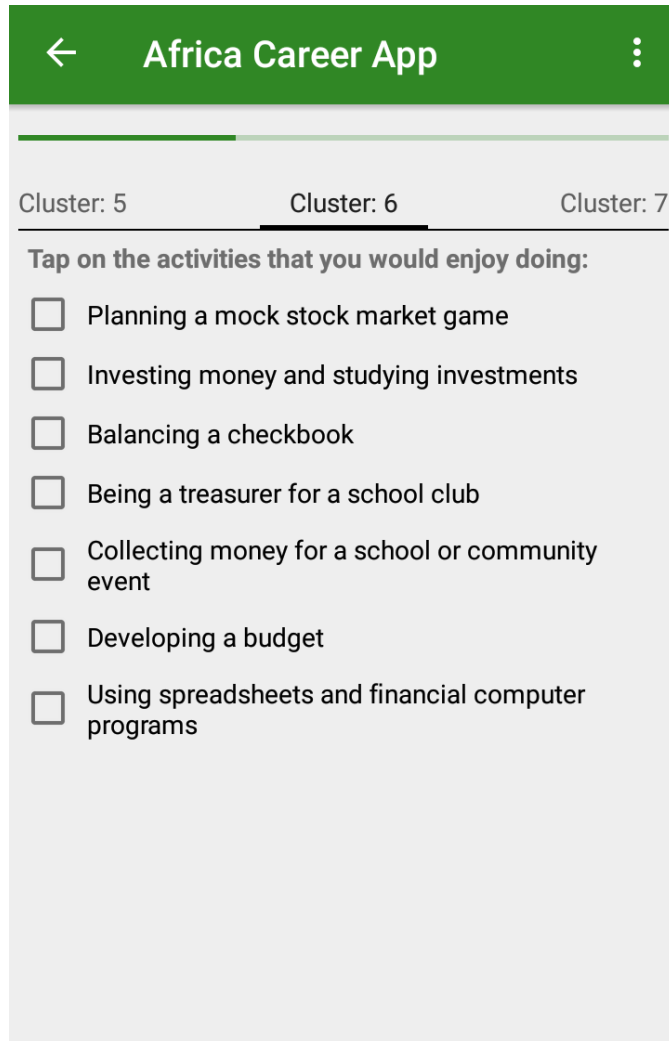 Africa Career App
Cluster: 5
Cluster: 6
Cluster: 7
Tap on the activities that you would enjoy doing:
Planning a mock stock market game
Investing money and studying investments
Balancing a checkbook
Being a treasurer for a school club
Collecting money for a school or community
event
Developing a budget
Using spreadsheets and financial computer
programs